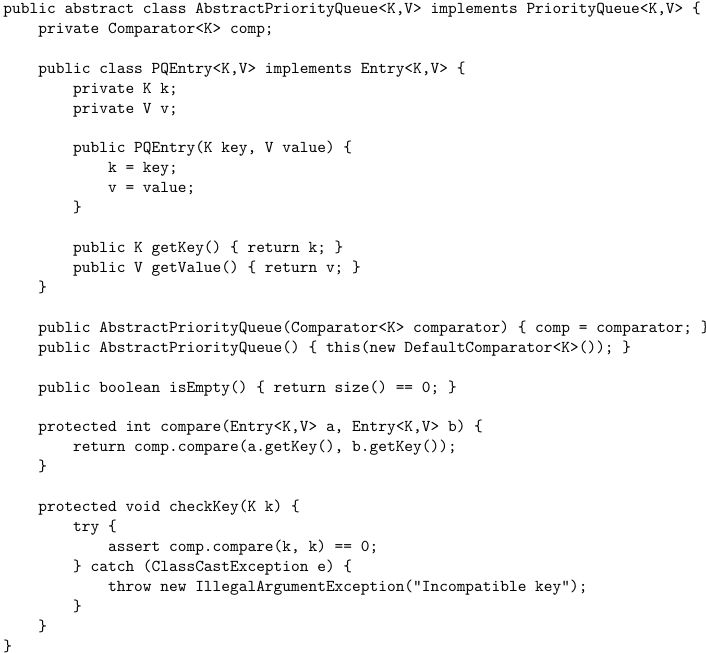 public abstract class AbstractPriorityQueue<K,V> implements PriorityQueue<K,V> {
    private Comparator<K> comp;

    public class PQEntry<K,V> implements Entry<K,V> {
        private K k;
        private V v;

        public PQEntry(K key, V value) {
            k = key;
            v = value;
        }

        public K getKey() { return k; }
        public V getValue() { return v; }
    }

    public AbstractPriorityQueue(Comparator<K> comparator) { comp = comparator; }
    public AbstractPriorityQueue() { this(new DefaultComparator<K>()); }

    public boolean isEmpty() { return size() == 0; }

    protected int compare(Entry<K,V> a, Entry<K,V> b) {
        return comp.compare(a.getKey(), b.getKey());
    }

    protected void checkKey(K k) {
        try {
            assert comp.compare(k, k) == 0;
        } catch (ClassCastException e) {
            throw new IllegalArgumentException("Incompatible key");
        }
    }
}